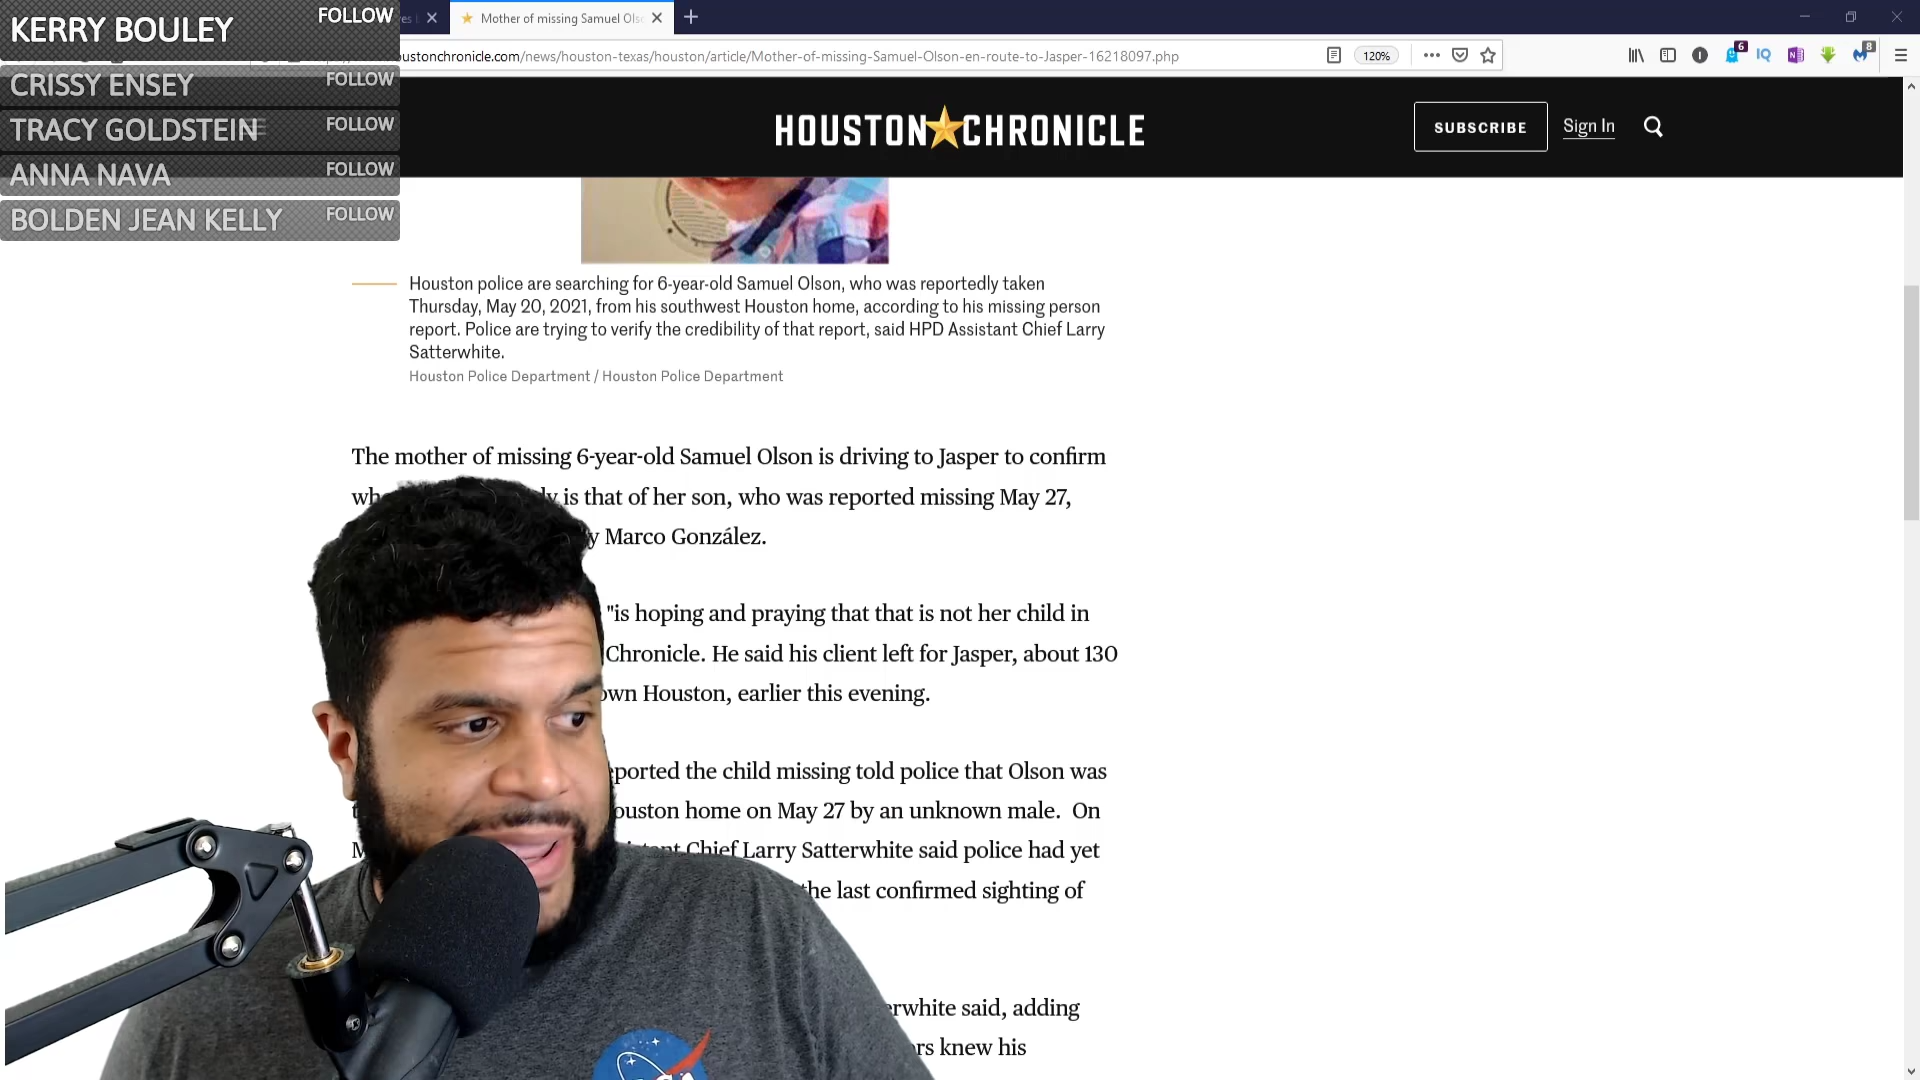 KERRY BOULEY FOLLOW
CRISSY ENSEY FOLLOW
TRACY GOLDSTEIN FOLLOW
ANNA NAVA FOLLOW
BOLDEN JEAN KELLY FOLLOW
Mother of missing Samuel Ols
ustonchronicle.com/news/houston-texas/houston/article/Mother-of-missing-Samuel-Olson-en-route-to-Jasper-16218097.php
120%
6
IQ
8
HOUSTON CHRONICLE
SUBSCRIBE
Sign In
Houston police are searching for 6-year-old Samuel Olson, who was reportedly taken
Thursday, May 20, 2021, from his southwest Houston home, according to his missing person
report. Police are trying to verify the credibility of that report, said HPD Assistant Chief Larry
Satterwhite.
Houston Police Department / Houston Police Department
The mother of missing 6-year-old Samuel Olson is driving to Jasper to confirm
is that of her son, who was reported missing May 27,
y Marco González.
"is hoping and praying that that is not her child in
Chronicle. He said his client left for Jasper, about 130
own Houston, earlier this evening.
eported the child missing told police that Olson was
ouston home on May 27 by an unknown male. On
Chief Larry Satterwhite said police had yet
the last confirmed sighting of
erwhite said, adding
rs knew his